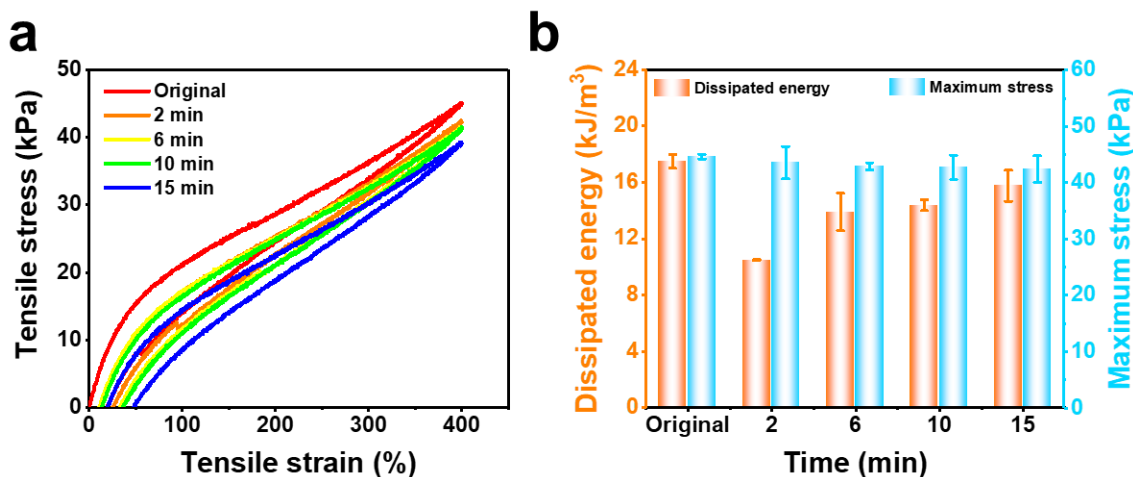 a
50
40
30
20
10
0
Tensile stress (kPa)
Original
2 min
6 min
10 min
15 min
0 100 200 300 400
Tensile strain (%)
b
24
20
16
12
8
4
0
Dissipated energy (kJ/m³)
Dissipated energy
Maximum stress
60
50
40
30
20
10
0
Maximum stress (kPa)
Original 2 6 10 15
Time (min)